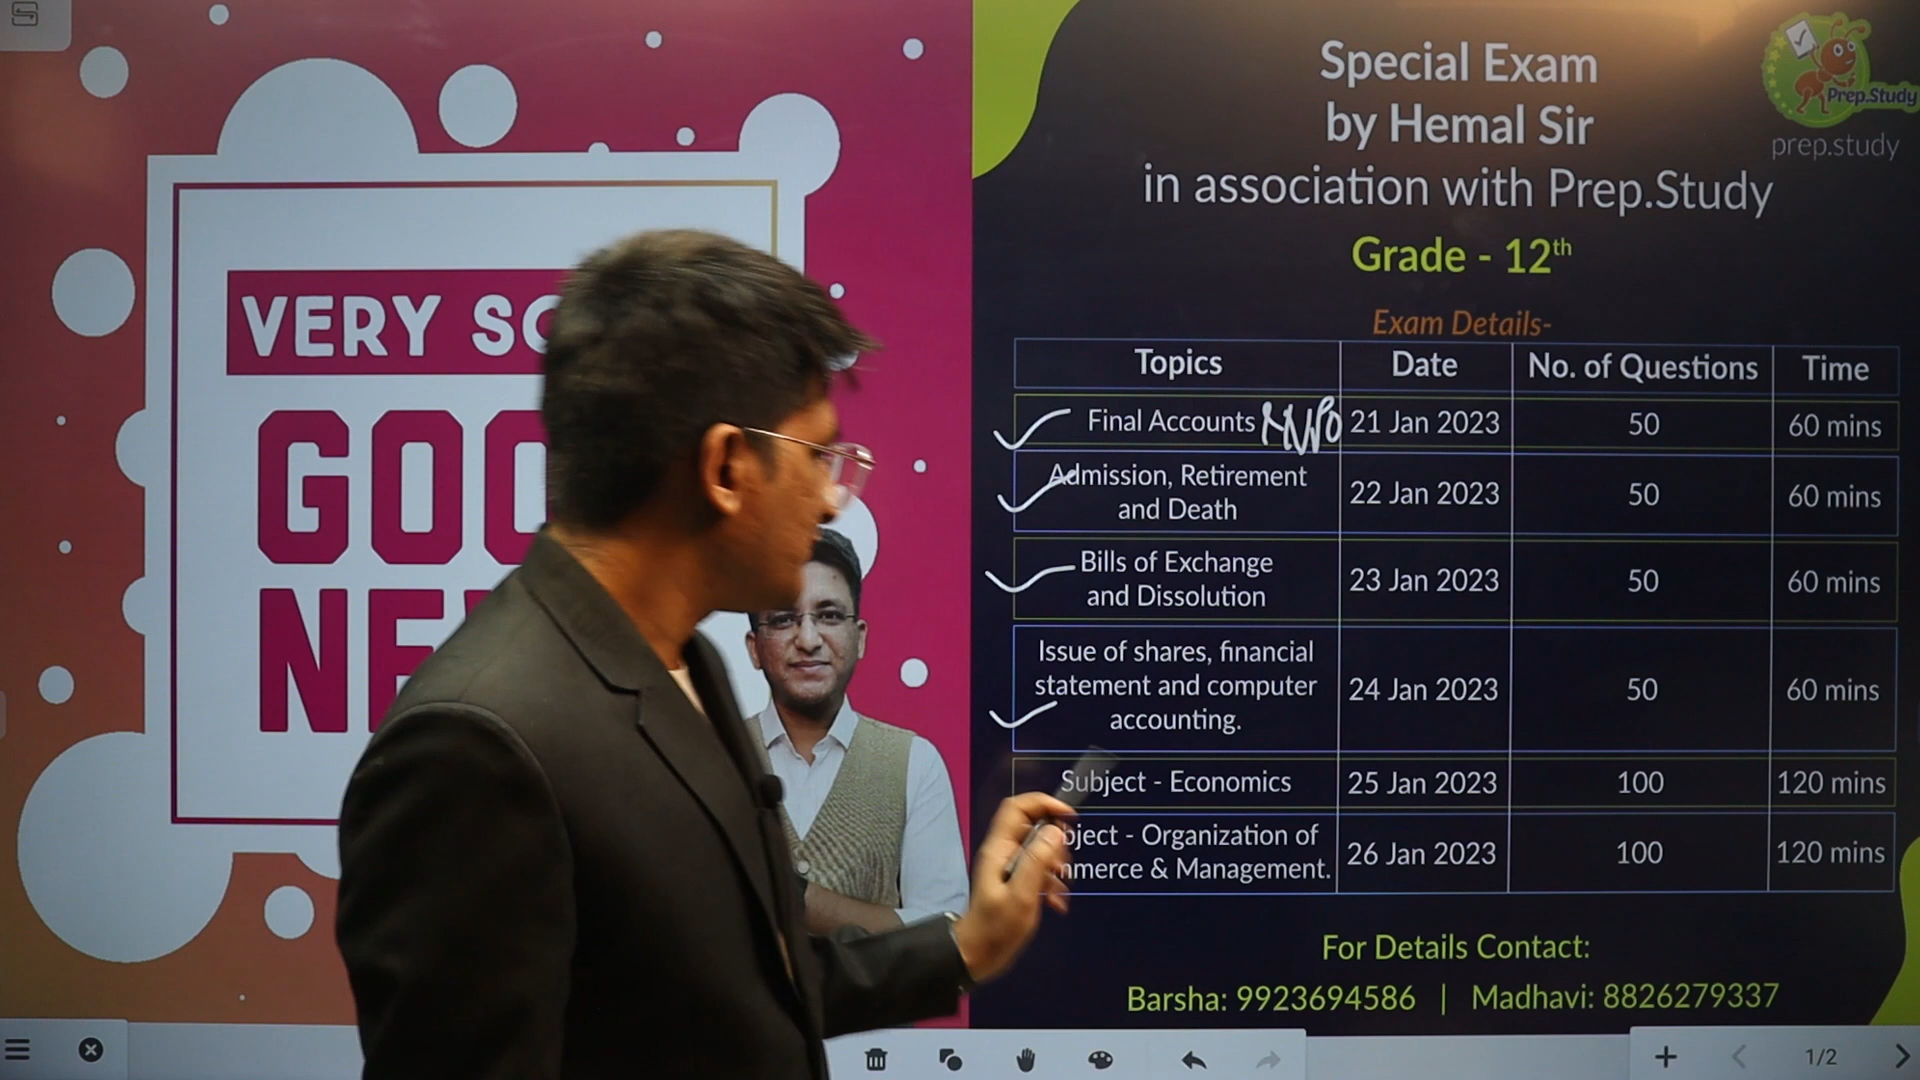 VERY
Special Exam
by Hemal Sir
in association with Prep.Study
Prep.Study
prep.study
Grade - 12th
Exam Details-
Topics Date No. of Questions Time
Final Accounts 21 Jan 2023 50 60 mins
Admission, Retirement
and Death 22 Jan 2023 50 60 mins
Bills of Exchange
and Dissolution 23 Jan 2023 50 60 mins
Issue of shares, financial
statement and computer
accounting. 24 Jan 2023 50 60 mins
Subject - Economics 25 Jan 2023 100 120 mins
bject - Organization of
mmerce & Management. 26 Jan 2023 100 120 mins
For Details Contact:
Barsha: 9923694586 | Madhavi: 8826279337
1/2